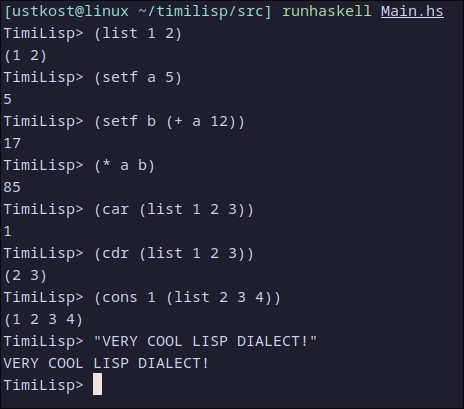 [ustkost@linux ~/timilisp/src] runhaskell Main.hs
TimiLisp> (list 1 2)
(1 2)
TimiLisp> (setf a 5)
5
TimiLisp> (setf b (+ a 12))
17
TimiLisp> (* a b)
85
TimiLisp> (car (list 1 2 3))
1
TimiLisp> (cdr (list 1 2 3))
(2 3)
TimiLisp> (cons 1 (list 2 3 4))
(1 2 3 4)
TimiLisp> "VERY COOL LISP DIALECT!"
VERY COOL LISP DIALECT!
TimiLisp>